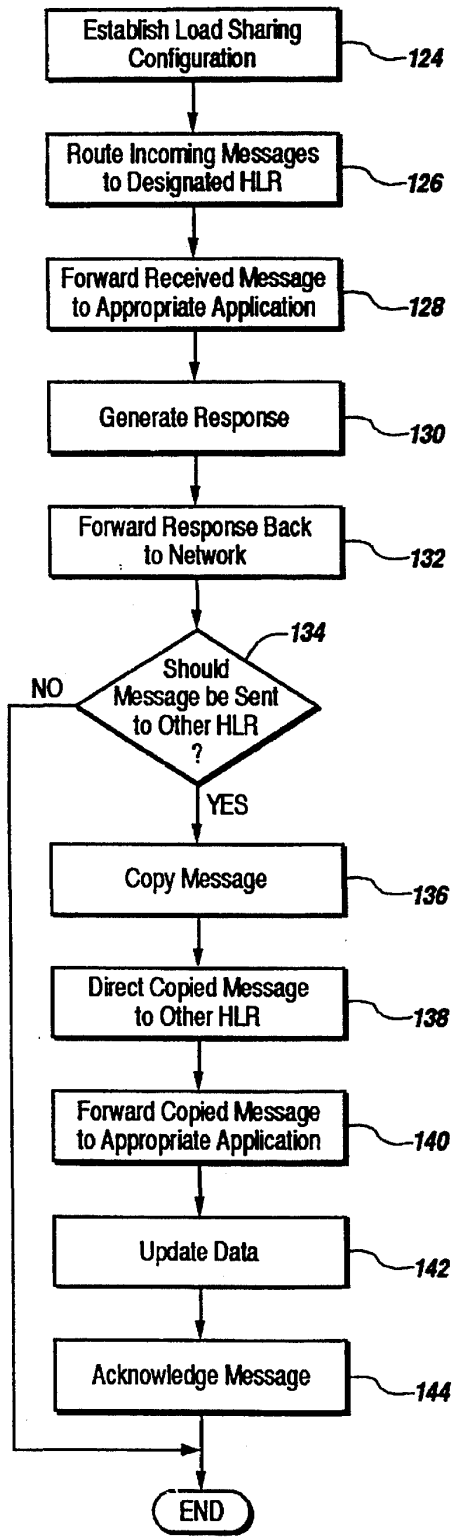 Establish Load Sharing
Configuration
124
Route Incoming Messages
to Designated HLR
126
Forward Received Message
to Appropriate Application
128
Generate Response
130
Forward Response Back
to Network
132
134
Should
Message be Sent
to Other HLR
?
NO
YES
Copy Message
136
Direct Copied Message
to Other HLR
138
Forward Copied Message
to Appropriate Application
140
Update Data
142
Acknowledge Message
144
END